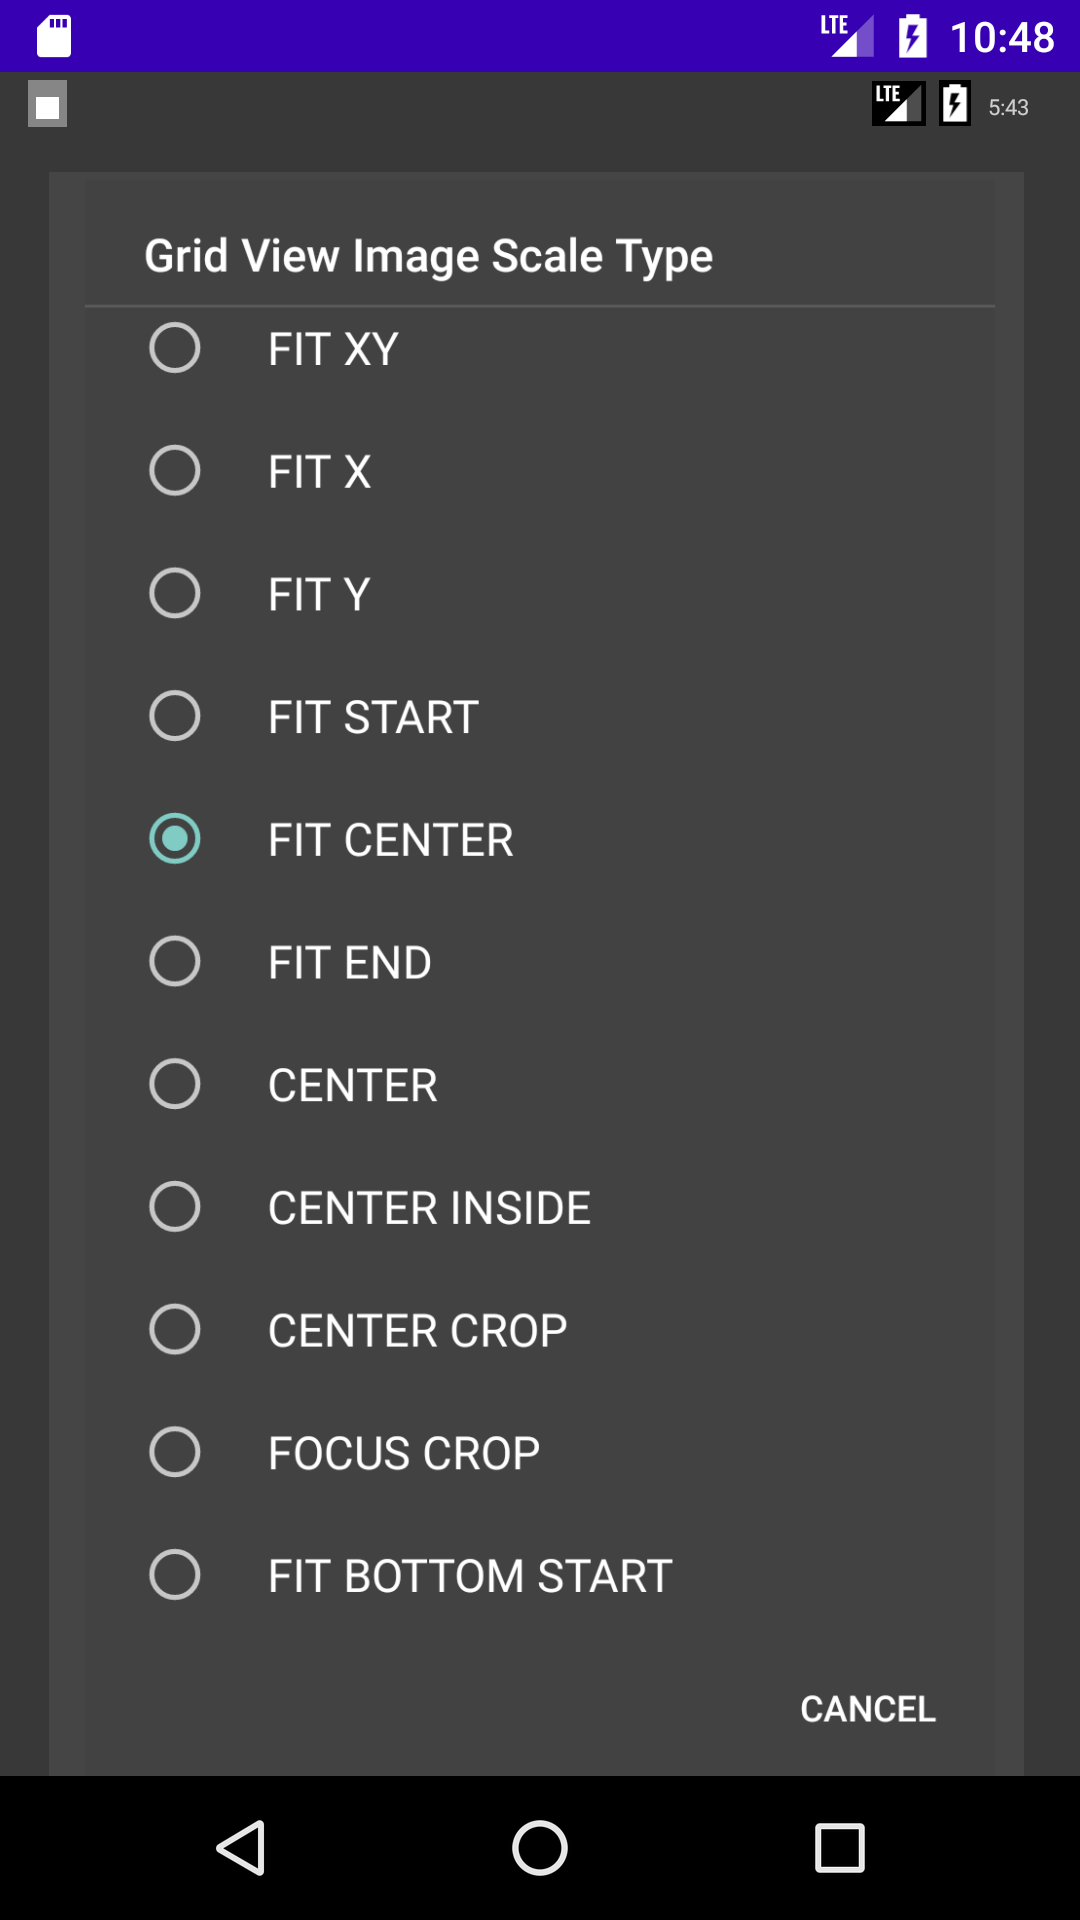 LTE 10:48
LTE 5:43
Grid View Image Scale Type
FIT XY
FIT X
FIT Y
FIT START
FIT CENTER
FIT END
CENTER
CENTER INSIDE
CENTER CROP
FOCUS CROP
FIT BOTTOM START
CANCEL